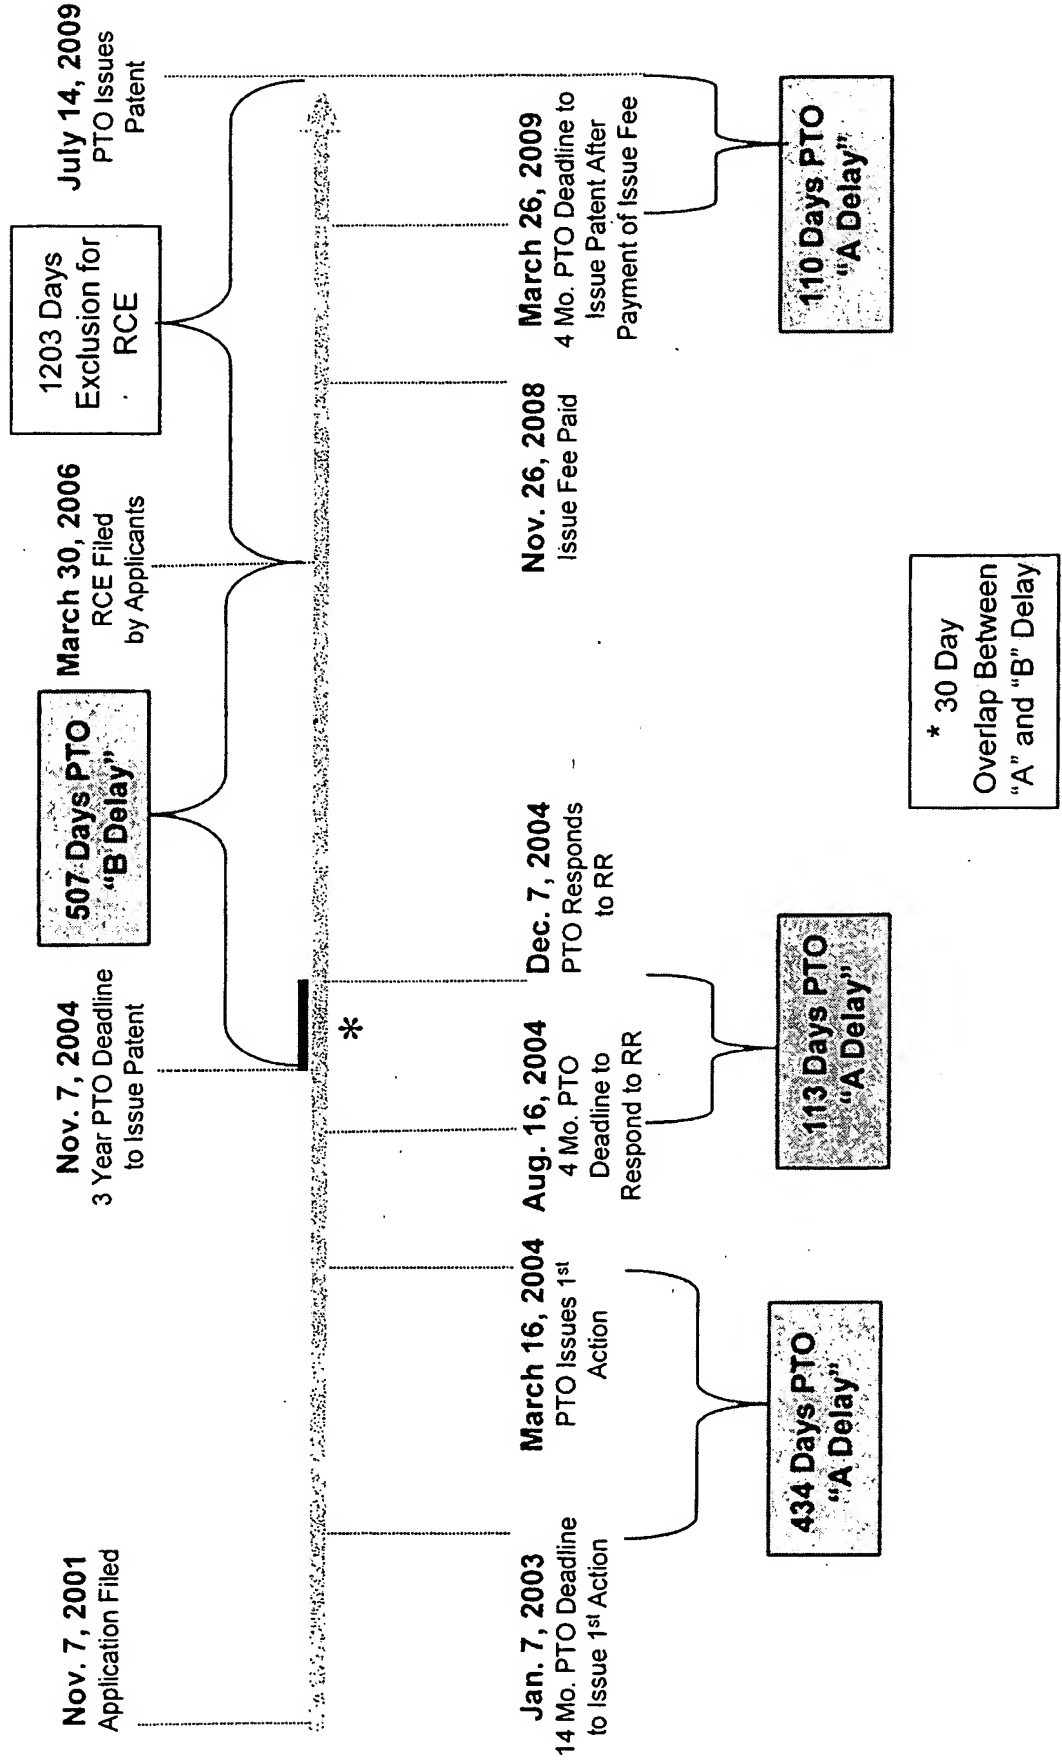 Nov. 7, 2001
Application Filed
Nov. 7, 2004
3 Year PTO Deadline
to Issue Patent
507 Days PTO
“B Delay”
March 30, 2006
RCE Filed
by Applicants
1203 Days
Exclusion for
RCE
July 14, 2009
PTO Issues
Patent
*
Jan. 7, 2003
14 Mo. PTO Deadline
to Issue 1st Action
March 16, 2004
PTO Issues 1st
Action
Aug. 16, 2004
4 Mo. PTO
Deadline to
Respond to RR
Dec. 7, 2004
PTO Responds
to RR
Nov. 26, 2008
Issue Fee Paid
March 26, 2009
4 Mo. PTO Deadline to
Issue Patent After
Payment of Issue Fee
434 Days PTO
“A Delay”
113 Days PTO
“A Delay”
110 Days PTO
“A Delay”
* 30 Day
Overlap Between
“A” and “B” Delay